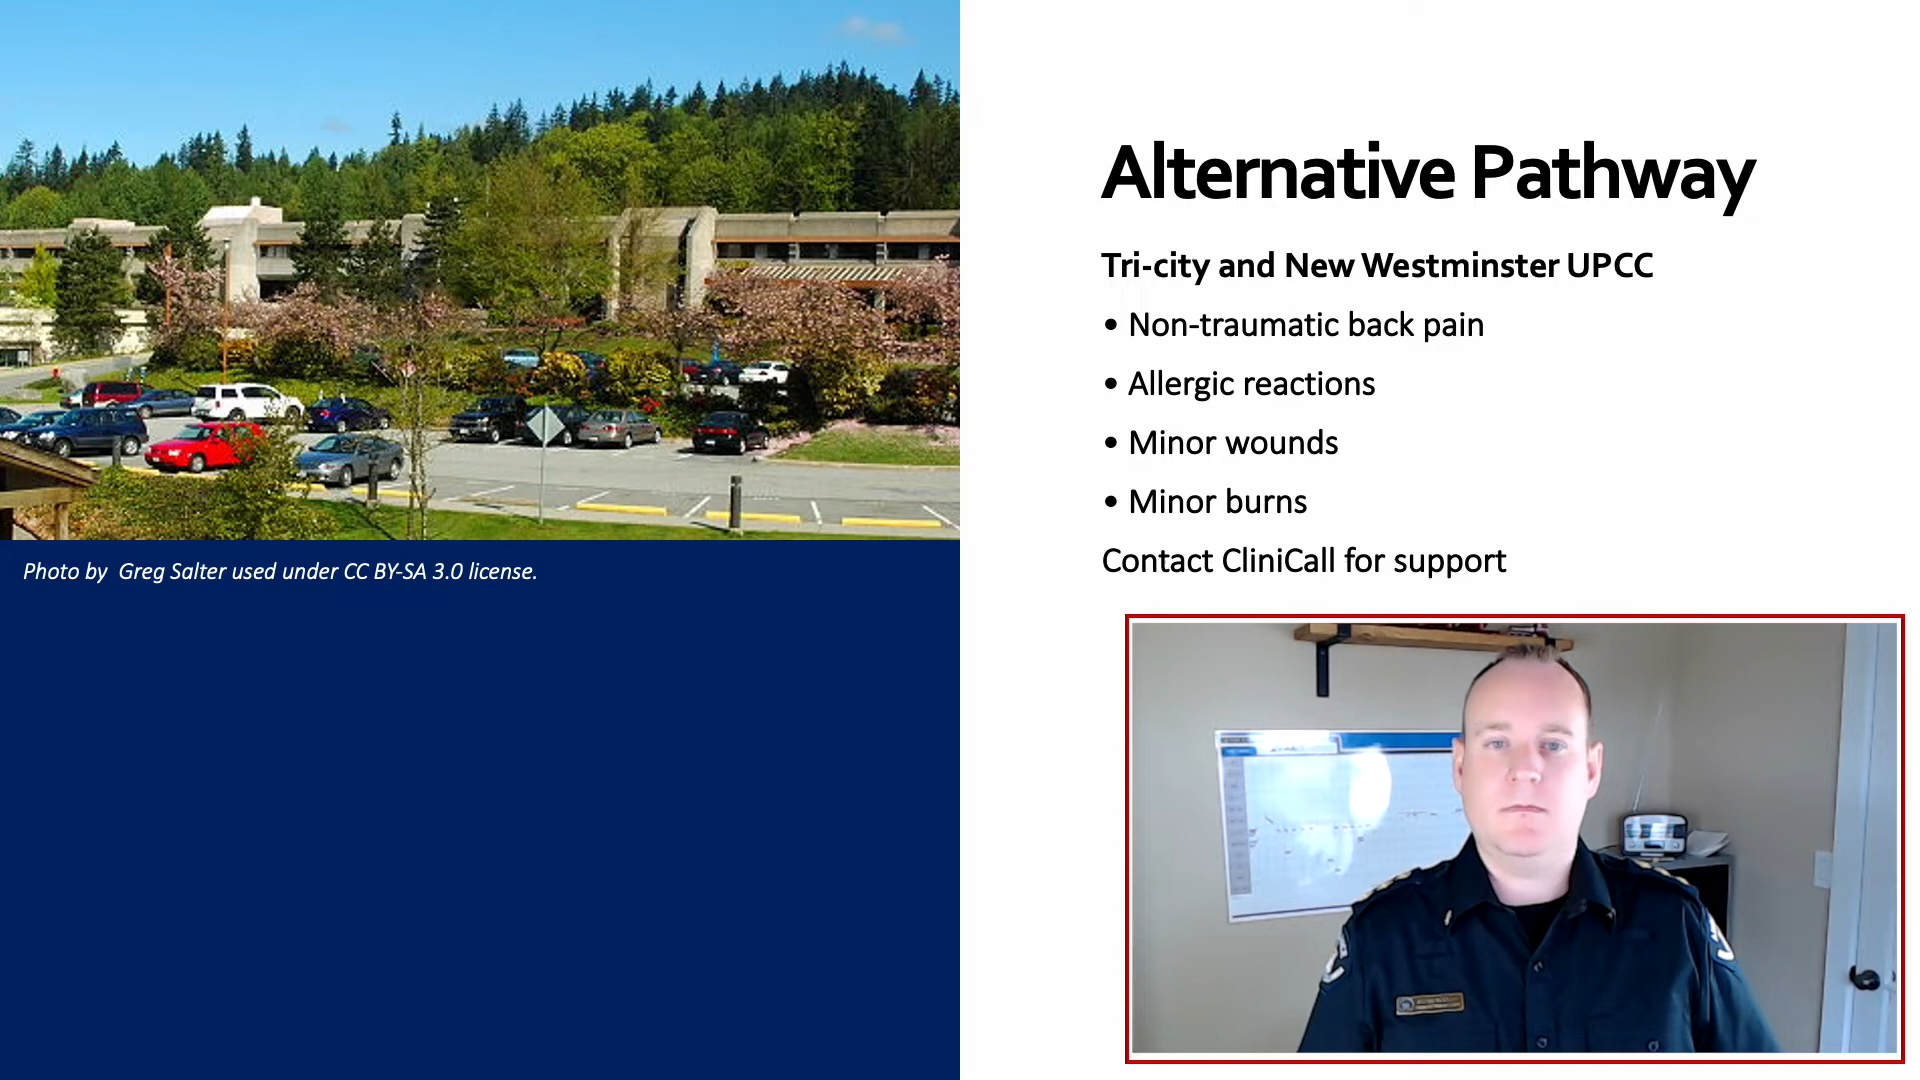 Alternative Pathway
Tri-city and New Westminster UPCC
• Non-traumatic back pain
• Allergic reactions
• Minor wounds
• Minor burns
Contact CliniCall for support
Photo by  Greg Salter used under CC BY-SA 3.0 license.